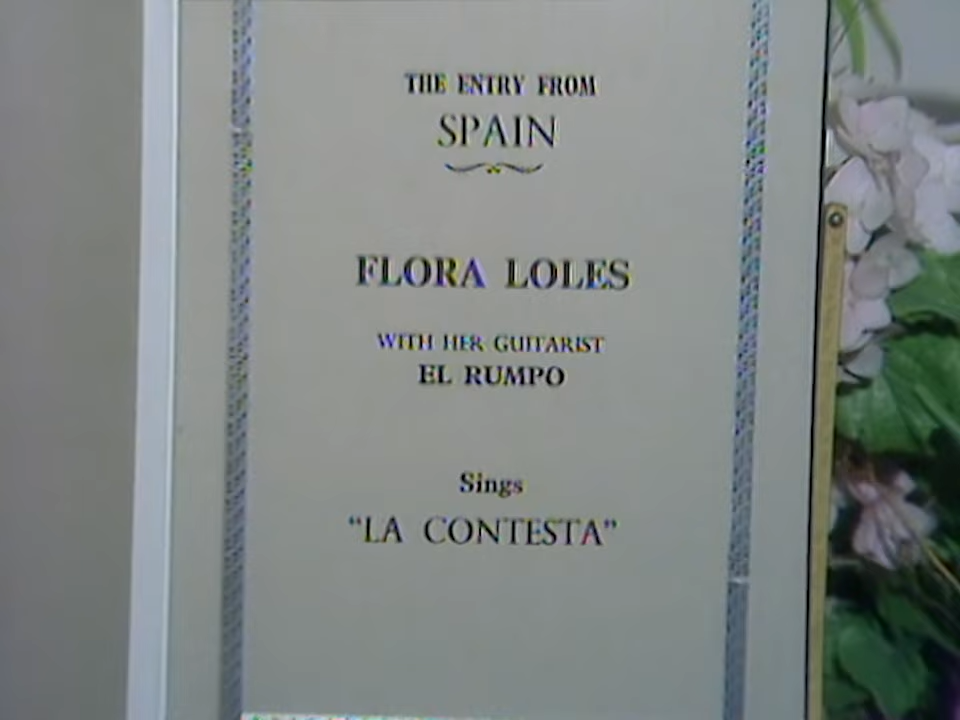 THE ENTRY FROM
SPAIN
FLORA LOLES
WITH HER GUITARIST
EL RUMPO
Sings
"LA CONTESTA"